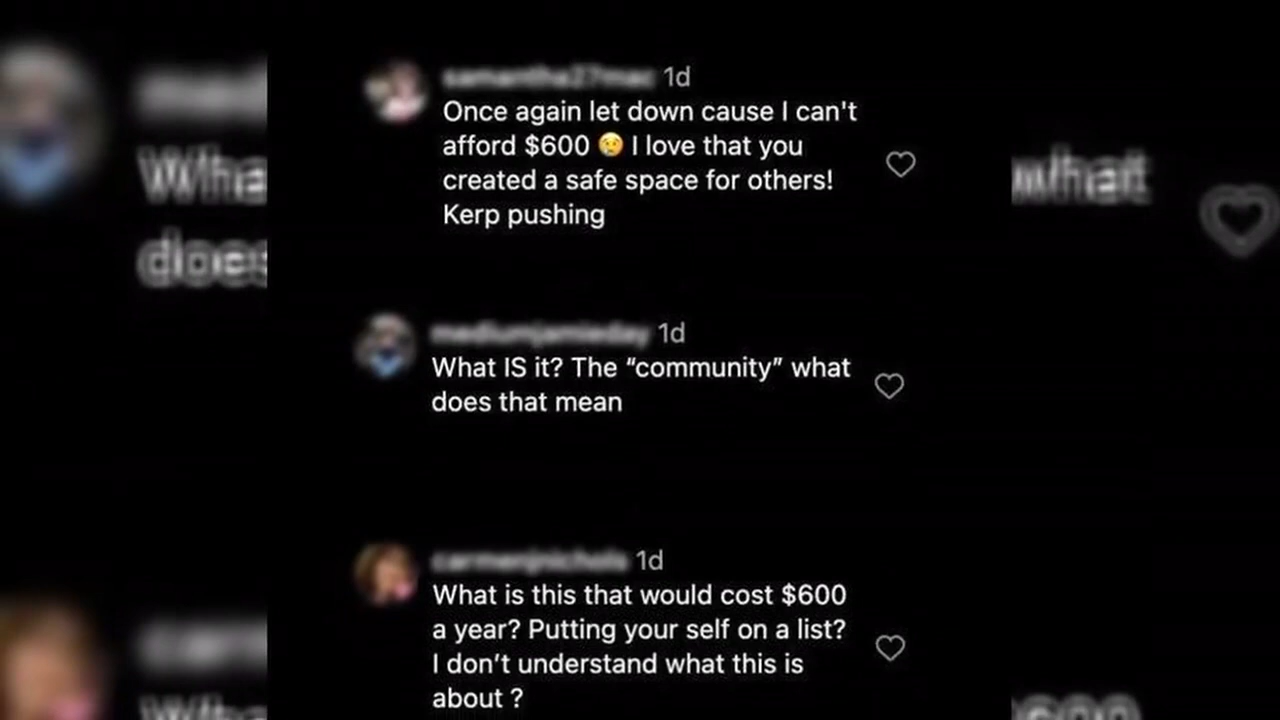 1d
Once again let down cause I can't
afford $600 😢 I love that you
created a safe space for others!
Kerp pushing
1d
What IS it? The “community” what
does that mean
1d
What is this that would cost $600
a year? Putting your self on a list?
I don’t understand what this is
about ?